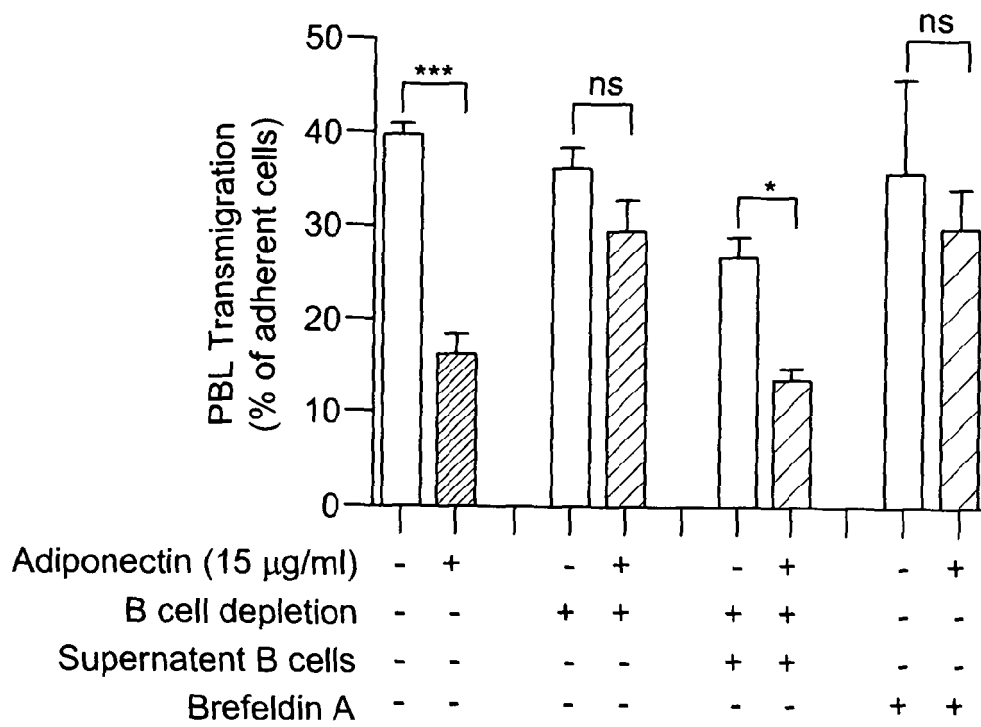 ns
50
***
ns
40
*
30
20
10
0
PBL Transmigration
(% of adherent cells)
Adiponectin (15 μg/ml) - + - + - + - +
B cell depletion - - + + + + - -
Supernatent B cells - - - - + + - -
Brefeldin A - - - - - - + +